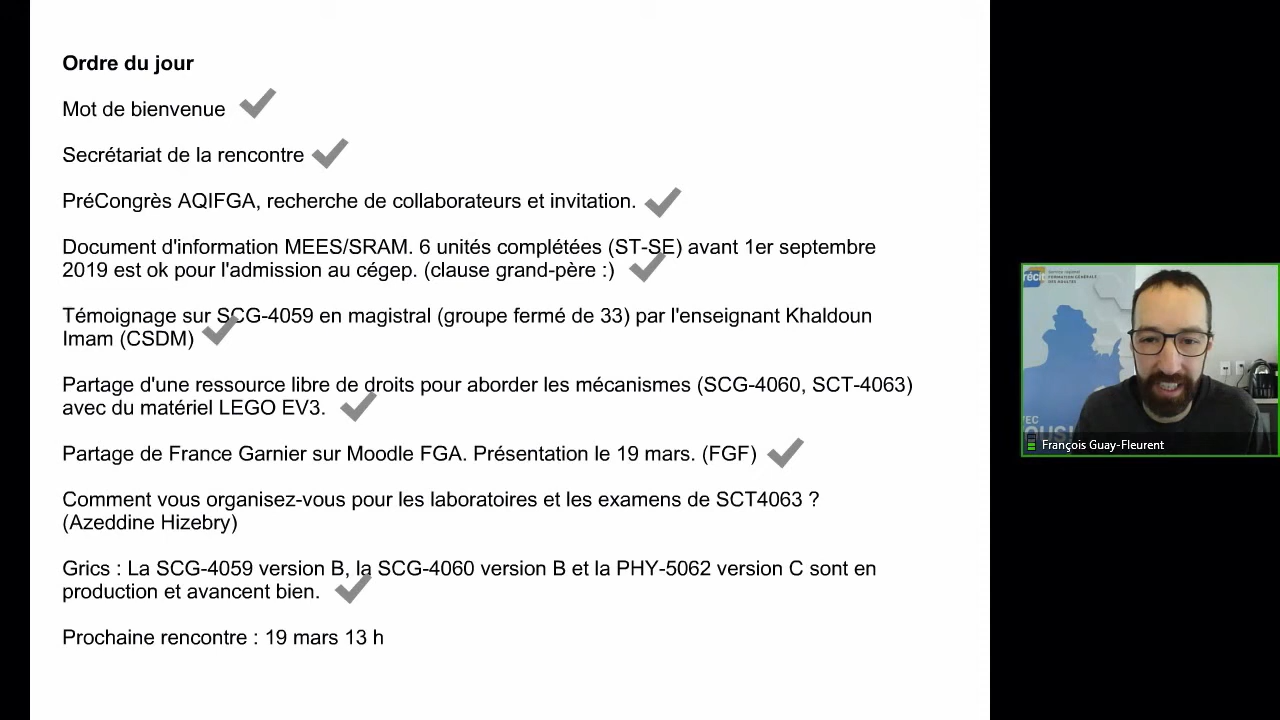 Ordre du jour
Mot de bienvenue
Secrétariat de la rencontre
PréCongrès AQIFGA, recherche de collaborateurs et invitation.
Document d'information MEES/SRAM. 6 unités complétées (ST-SE) avant 1er septembre
2019 est ok pour l'admission au cégep. (clause grand-père :)
Témoignage sur SCG-4059 en magistral (groupe fermé de 33) par l'enseignant Khaldoun
Imam (CSDM)
Partage d'une ressource libre de droits pour aborder les mécanismes (SCG-4060, SCT-4063)
avec du matériel LEGO EV3.
Partage de France Garnier sur Moodle FGA. Présentation le 19 mars. (FGF)
Comment vous organisez-vous pour les laboratoires et les examens de SCT4063 ?
(Azeddine Hizebry)
Grics : La SCG-4059 version B, la SCG-4060 version B et la PHY-5062 version C sont en
production et avancent bien.
Prochaine rencontre : 19 mars 13 h
récit
FORMATION GÉNÉRALE
DES ADULTES
François Guay-Fleurent